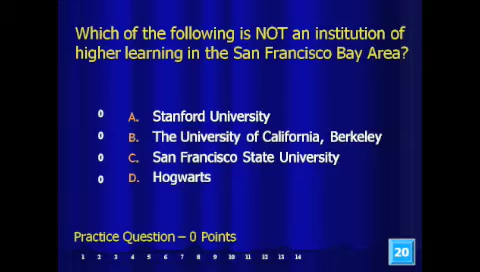 Which of the following is NOT an institution of
higher learning in the San Francisco Bay Area?
0 A. Stanford University
0 B. The University of California, Berkeley
0 C. San Francisco State University
0 D. Hogwarts
Practice Question – 0 Points
1 2 3 4 5 6 7 8 9 10 11 12 13 14
20